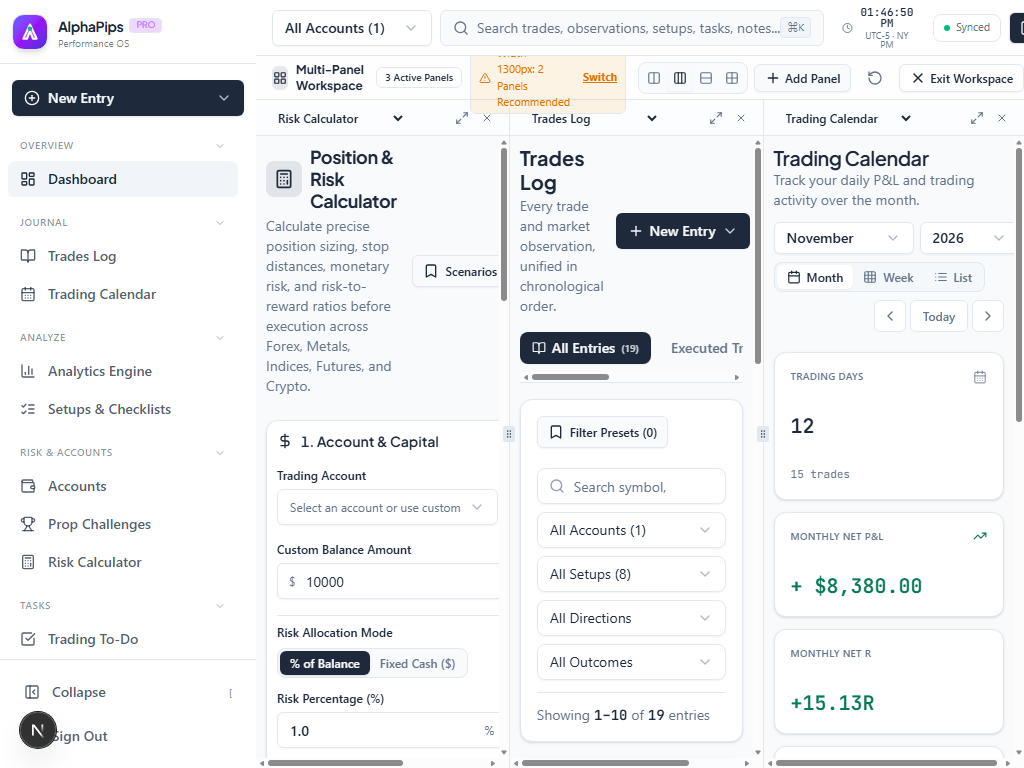 AlphaPips PRO
Performance OS
All Accounts (1)
Search trades, observations, setups, tasks, notes... ⌘K
01:46:50
PM
UTC-5 · NY
PM
Synced
New Entry
OVERVIEW
Dashboard
JOURNAL
Trades Log
Trading Calendar
ANALYZE
Analytics Engine
Setups & Checklists
RISK & ACCOUNTS
Accounts
Prop Challenges
Risk Calculator
TASKS
Trading To-Do
Collapse [
Sign Out
N
Multi-Panel
Workspace
3 Active Panels
Width
1300px: 2
Panels
Recommended
Switch
Add Panel
Exit Workspace
Risk Calculator
Position &
Risk
Calculator
Calculate precise
position sizing, stop
distances, monetary
risk, and risk-to-
reward ratios before
execution across
Forex, Metals,
Indices, Futures, and
Crypto.
Scenarios
$ 1. Account & Capital
Trading Account
Select an account or use custom
Custom Balance Amount
$ 10000
Risk Allocation Mode
% of Balance
Fixed Cash ($)
Risk Percentage (%)
1.0 %
Trades Log
Trades
Log
Every trade
and market
observation,
unified in
chronological
order.
New Entry
All Entries (19)
Executed Tr
Filter Presets (0)
Search symbol,
All Accounts (1)
All Setups (8)
All Directions
All Outcomes
Showing 1–10 of 19 entries
Trading Calendar
Trading Calendar
Track your daily P&L and trading
activity over the month.
November
2026
Month
Week
List
Today
TRADING DAYS
12
15 trades
MONTHLY NET P&L
+ $8,380.00
MONTHLY NET R
+15.13R